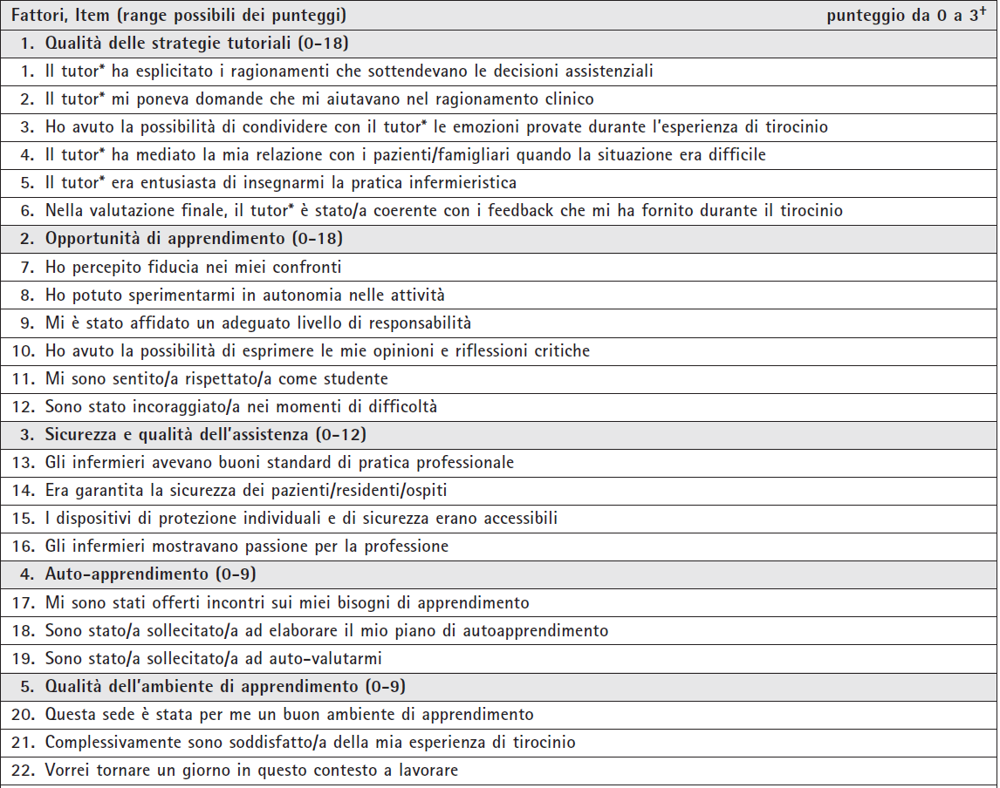 Fattori, Item (range possibili dei punteggi) punteggio da 0 a 3†
1. Qualità delle strategie tutoriali (0-18)
1. Il tutor* ha esplicitato i ragionamenti che sottendevano le decisioni assistenziali
2. Il tutor* mi poneva domande che mi aiutavano nel ragionamento clinico
3. Ho avuto la possibilità di condividere con il tutor* le emozioni provate durante l'esperienza di tirocinio
4. Il tutor* ha mediato la mia relazione con i pazienti/famigliari quando la situazione era difficile
5. Il tutor* era entusiasta di insegnarmi la pratica infermieristica
6. Nella valutazione finale, il tutor* è stato/a coerente con i feedback che mi ha fornito durante il tirocinio
2. Opportunità di apprendimento (0-18)
7. Ho percepito fiducia nei miei confronti
8. Ho potuto sperimentarmi in autonomia nelle attività
9. Mi è stato affidato un adeguato livello di responsabilità
10. Ho avuto la possibilità di esprimere le mie opinioni e riflessioni critiche
11. Mi sono sentito/a rispettato/a come studente
12. Sono stato incoraggiato/a nei momenti di difficoltà
3. Sicurezza e qualità dell'assistenza (0-12)
13. Gli infermieri avevano buoni standard di pratica professionale
14. Era garantita la sicurezza dei pazienti/residenti/ospiti
15. I dispositivi di protezione individuali e di sicurezza erano accessibili
16. Gli infermieri mostravano passione per la professione
4. Auto-apprendimento (0-9)
17. Mi sono stati offerti incontri sui miei bisogni di apprendimento
18. Sono stato/a sollecitato/a ad elaborare il mio piano di autoapprendimento
19. Sono stato/a sollecitato/a ad auto-valutarmi
5. Qualità dell'ambiente di apprendimento (0-9)
20. Questa sede è stata per me un buon ambiente di apprendimento
21. Complessivamente sono soddisfatto/a della mia esperienza di tirocinio
22. Vorrei tornare un giorno in questo contesto a lavorare